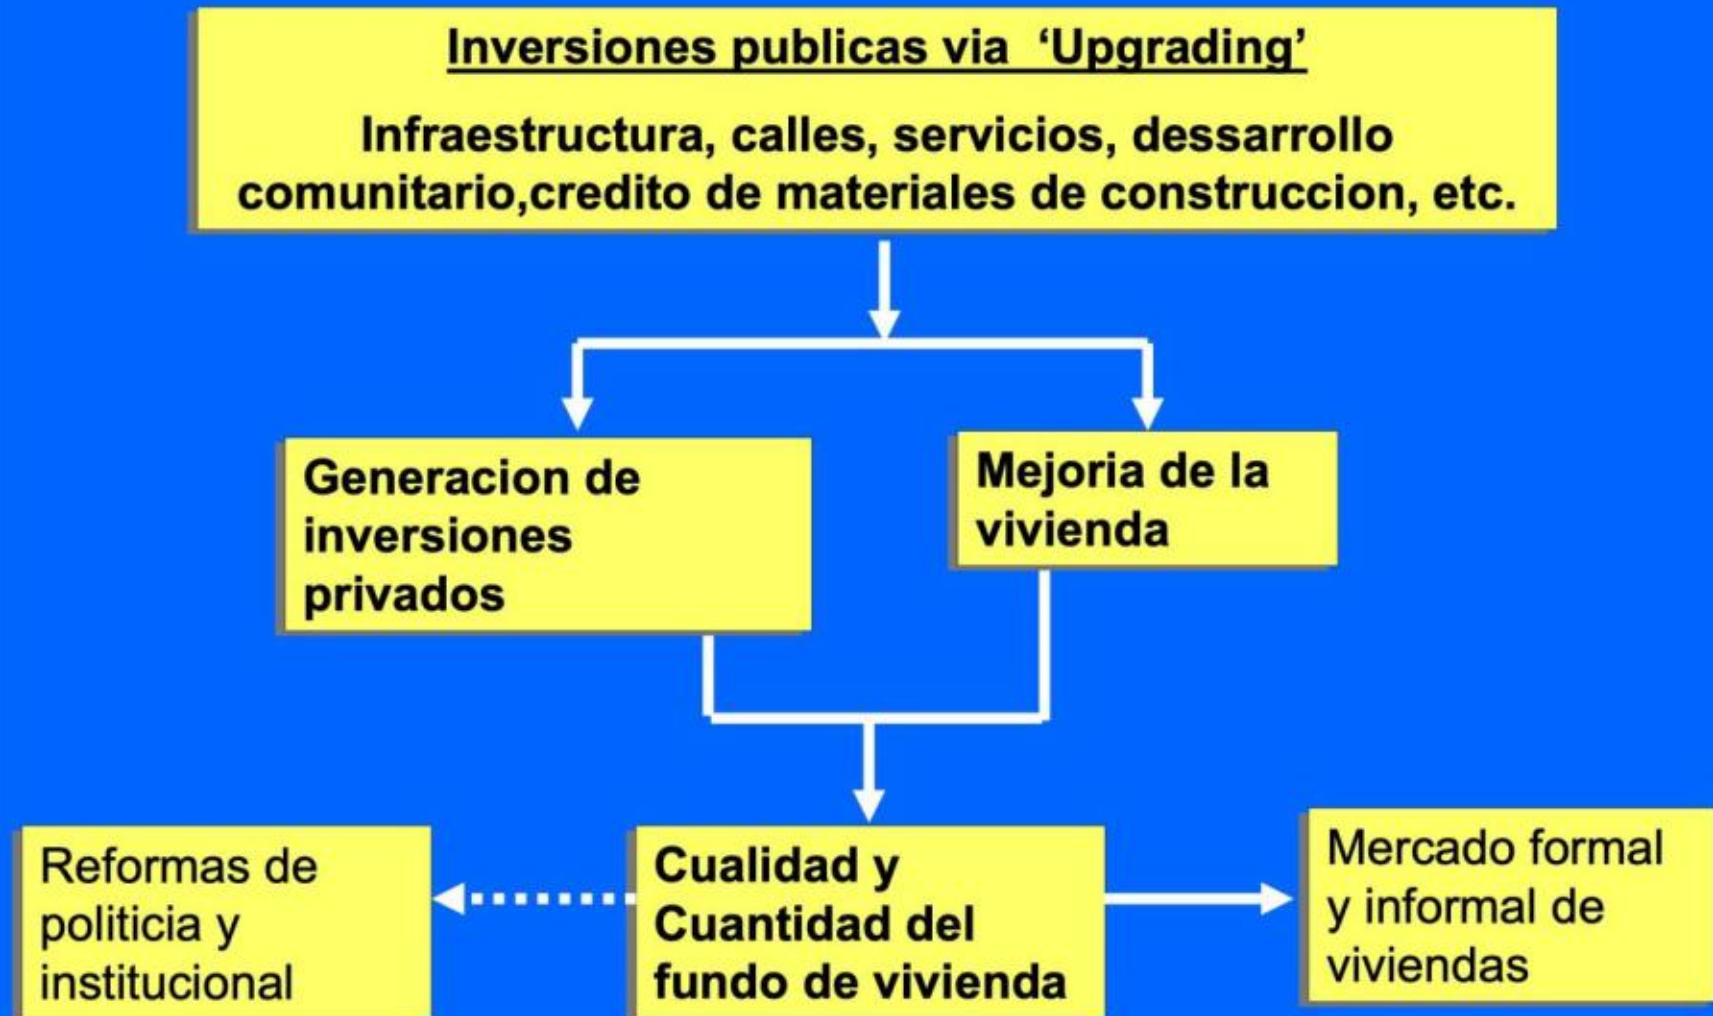 Inversiones publicas via ‘Upgrading’
Infraestructura, calles, servicios, dessarrollo
comunitario,credito de materiales de construccion, etc.
Generacion de
inversiones
privados
Mejoria de la
vivienda
Reformas de
politicia y
institucional
Cualidad y
Cuantidad del
fundo de vivienda
Mercado formal
y informal de
viviendas